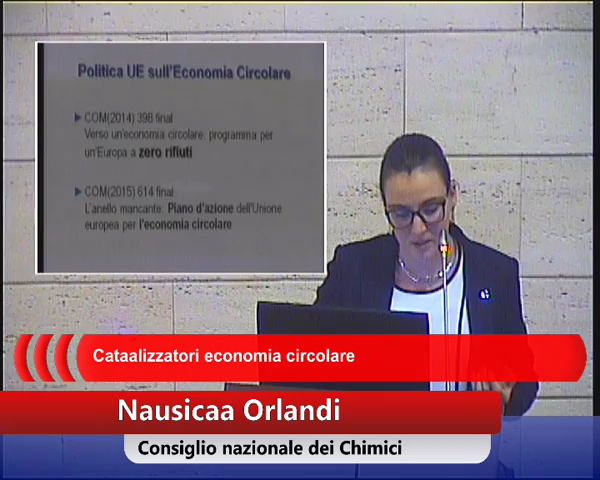 Politica UE sull'Economia Circolare
COM(2014) 398 final
Verso un'economia circolare: programma per
un'Europa a zero rifiuti
COM(2015) 614 final
L'anello mancante: Piano d'azione dell'Unione
europea per l'economia circolare
Cataalizzatori economia circolare
Nausicaa Orlandi
Consiglio nazionale dei Chimici